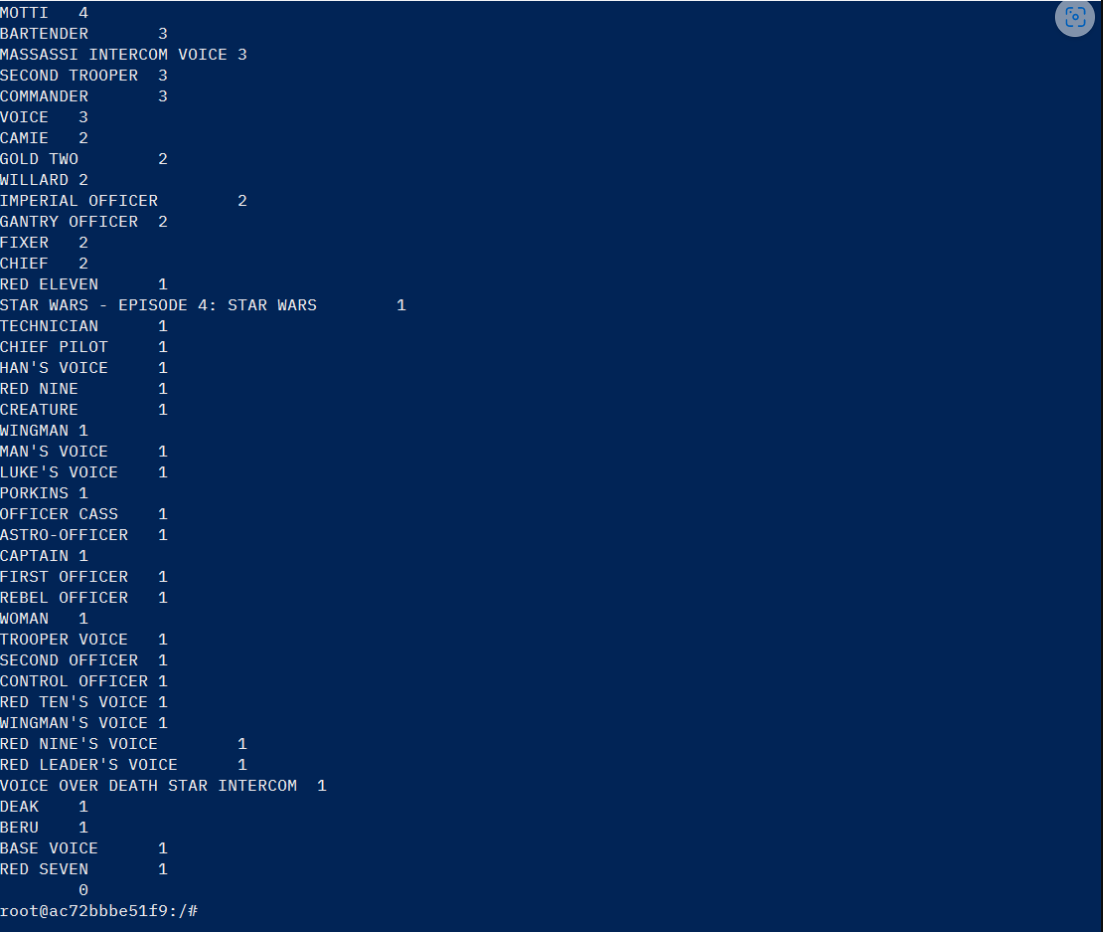 MOTTI 4
BARTENDER 3
MASSASSI INTERCOM VOICE 3
SECOND TROOPER 3
COMMANDER 3
VOICE 3
CAMIE 2
GOLD TWO 2
WILLARD 2
IMPERIAL OFFICER 2
GANTRY OFFICER 2
FIXER 2
CHIEF 2
RED ELEVEN 1
STAR WARS - EPISODE 4: STAR WARS 1
TECHNICIAN 1
CHIEF PILOT 1
HAN'S VOICE 1
RED NINE 1
CREATURE 1
WINGMAN 1
MAN'S VOICE 1
LUKE'S VOICE 1
PORKINS 1
OFFICER CASS 1
ASTRO-OFFICER 1
CAPTAIN 1
FIRST OFFICER 1
REBEL OFFICER 1
WOMAN 1
TROOPER VOICE 1
SECOND OFFICER 1
CONTROL OFFICER 1
RED TEN'S VOICE 1
WINGMAN'S VOICE 1
RED NINE'S VOICE 1
RED LEADER'S VOICE 1
VOICE OVER DEATH STAR INTERCOM 1
DEAK 1
BERU 1
BASE VOICE 1
RED SEVEN 1
0
root@ac72bbbe51f9:/#